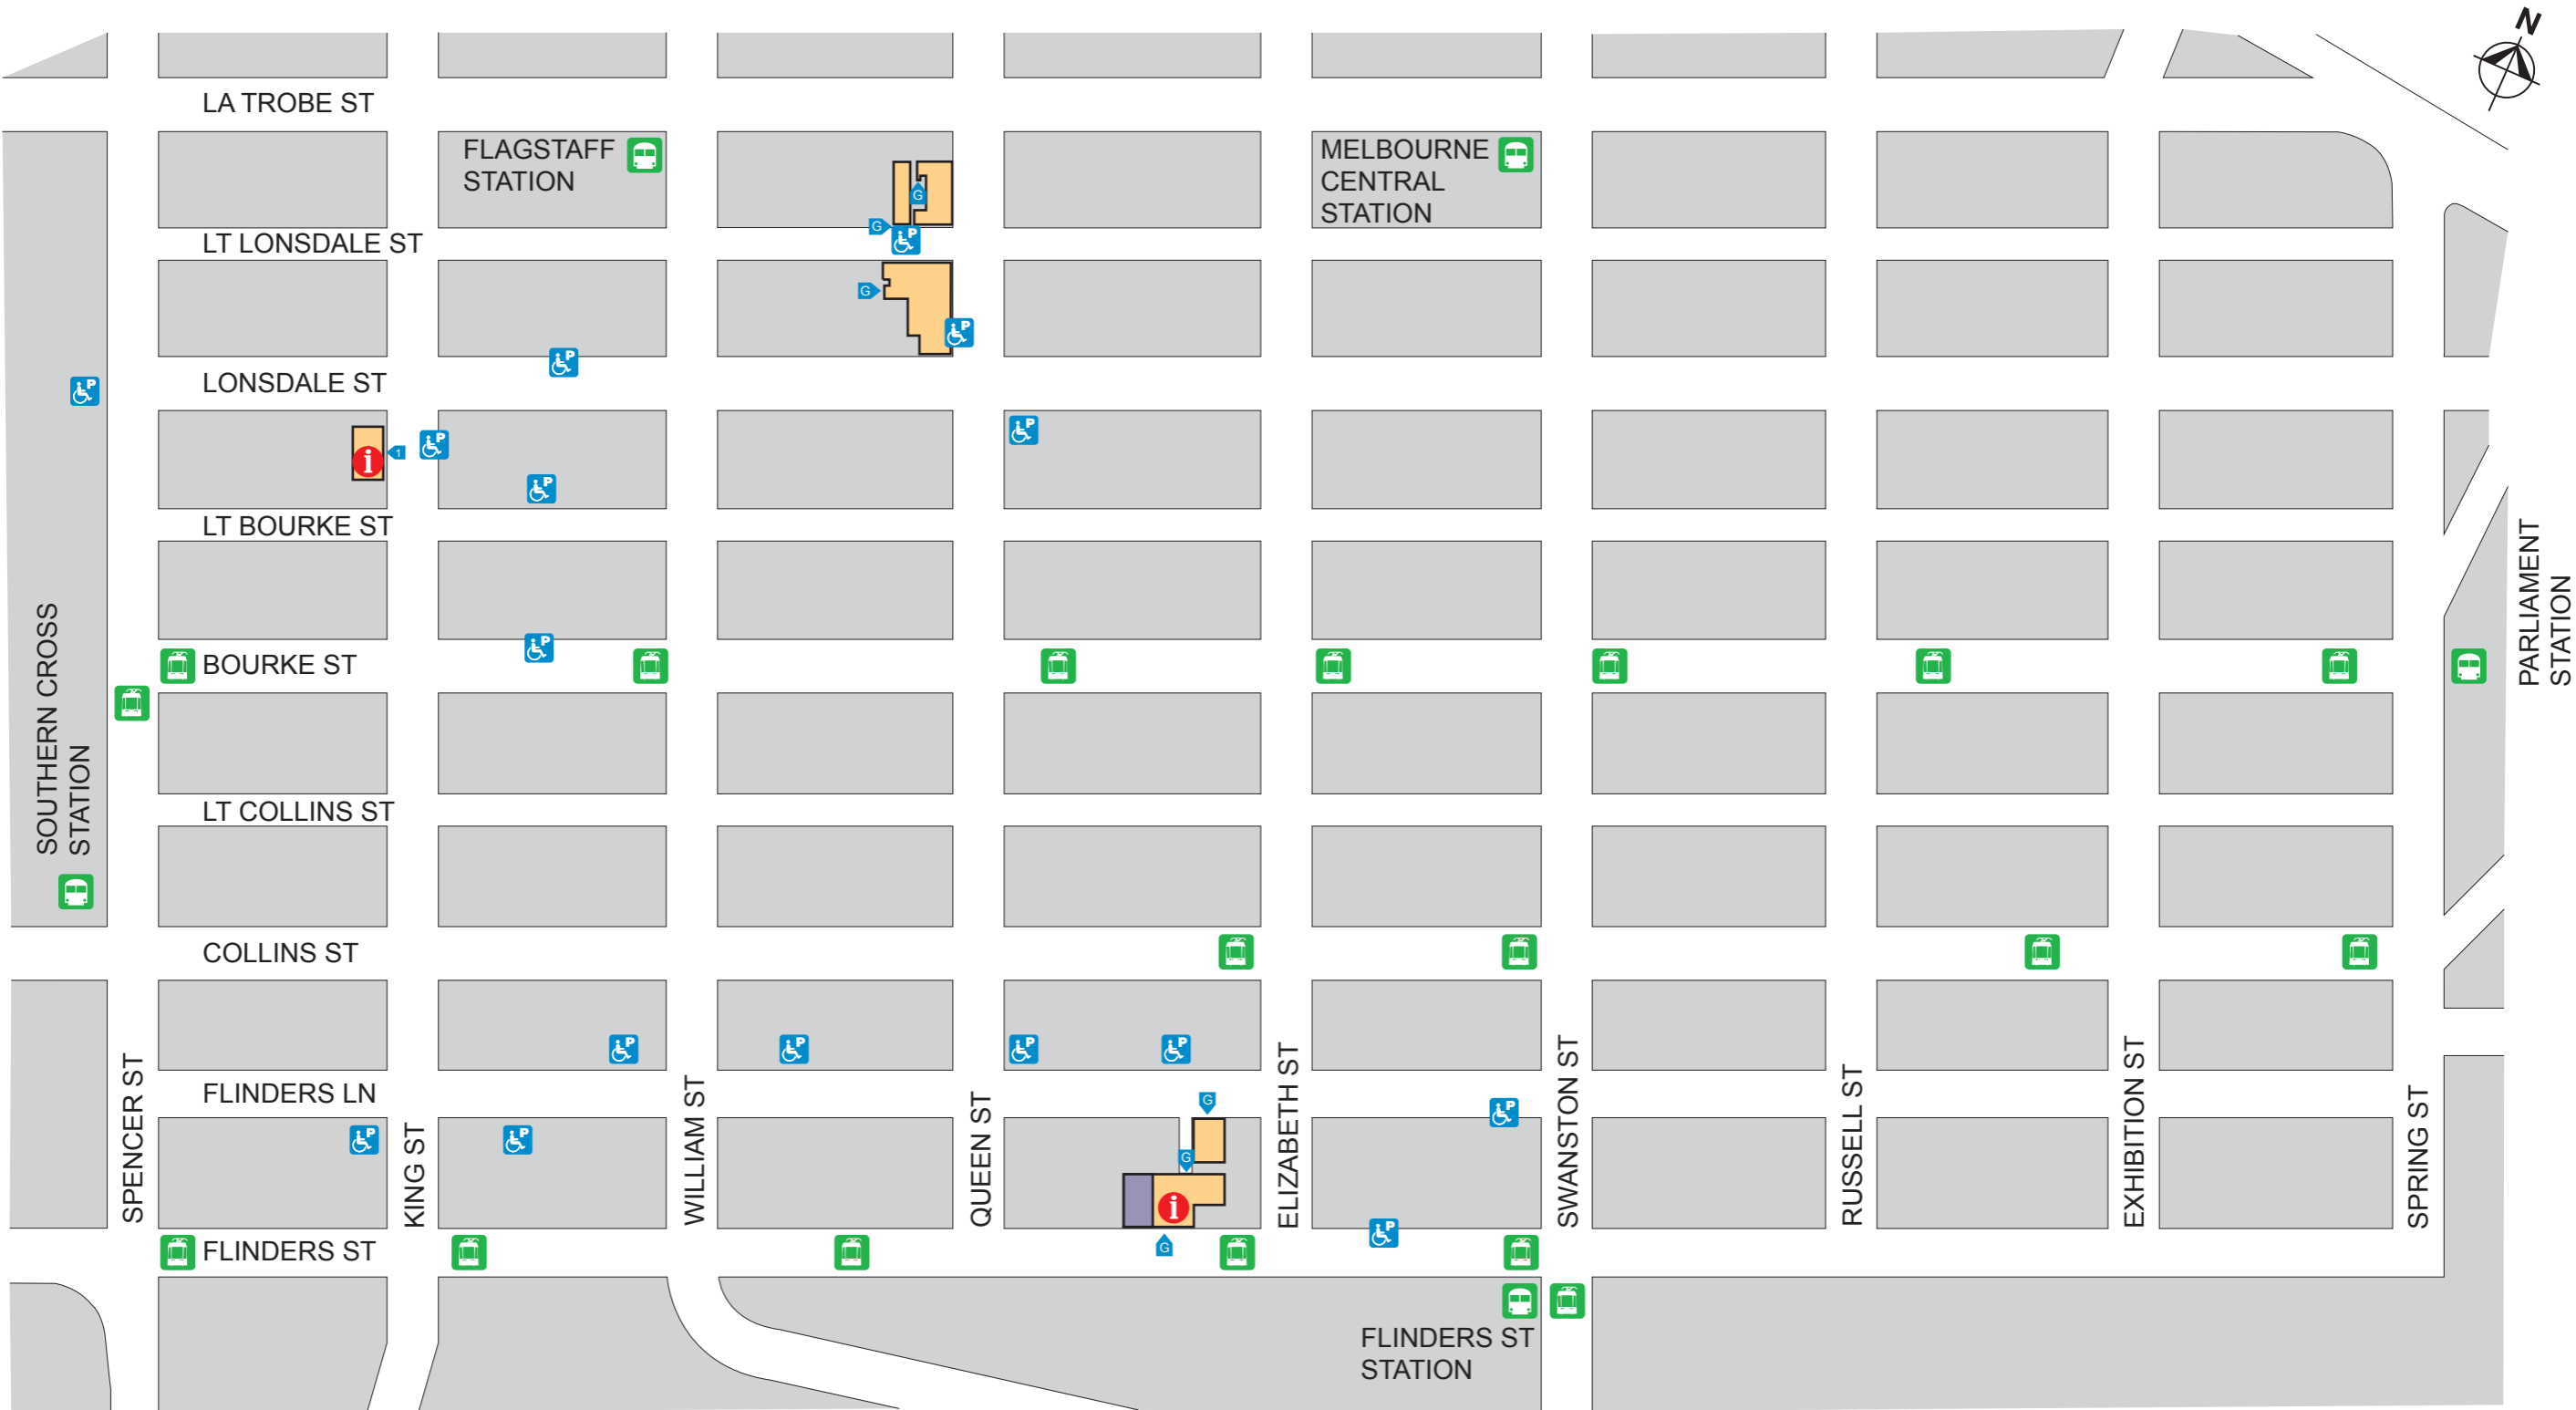 N
LA TROBE ST
FLAGSTAFF
STATION
G
MELBOURNE
CENTRAL
STATION
G
P
LT LONSDALE ST
G
P
P
LONSDALE ST
P
P
P
i
1
P
LT BOURKE ST
PARLIAMENT
STATION
P
BOURKE ST
SOUTHERN CROSS
STATION
LT COLLINS ST
COLLINS ST
P
P
P
P
FLINDERS LN
G
P
P
P
G
SPENCER ST
KING ST
WILLIAM ST
QUEEN ST
i
ELIZABETH ST
SWANSTON ST
RUSSELL ST
EXHIBITION ST
SPRING ST
P
FLINDERS ST
G
FLINDERS ST
STATION